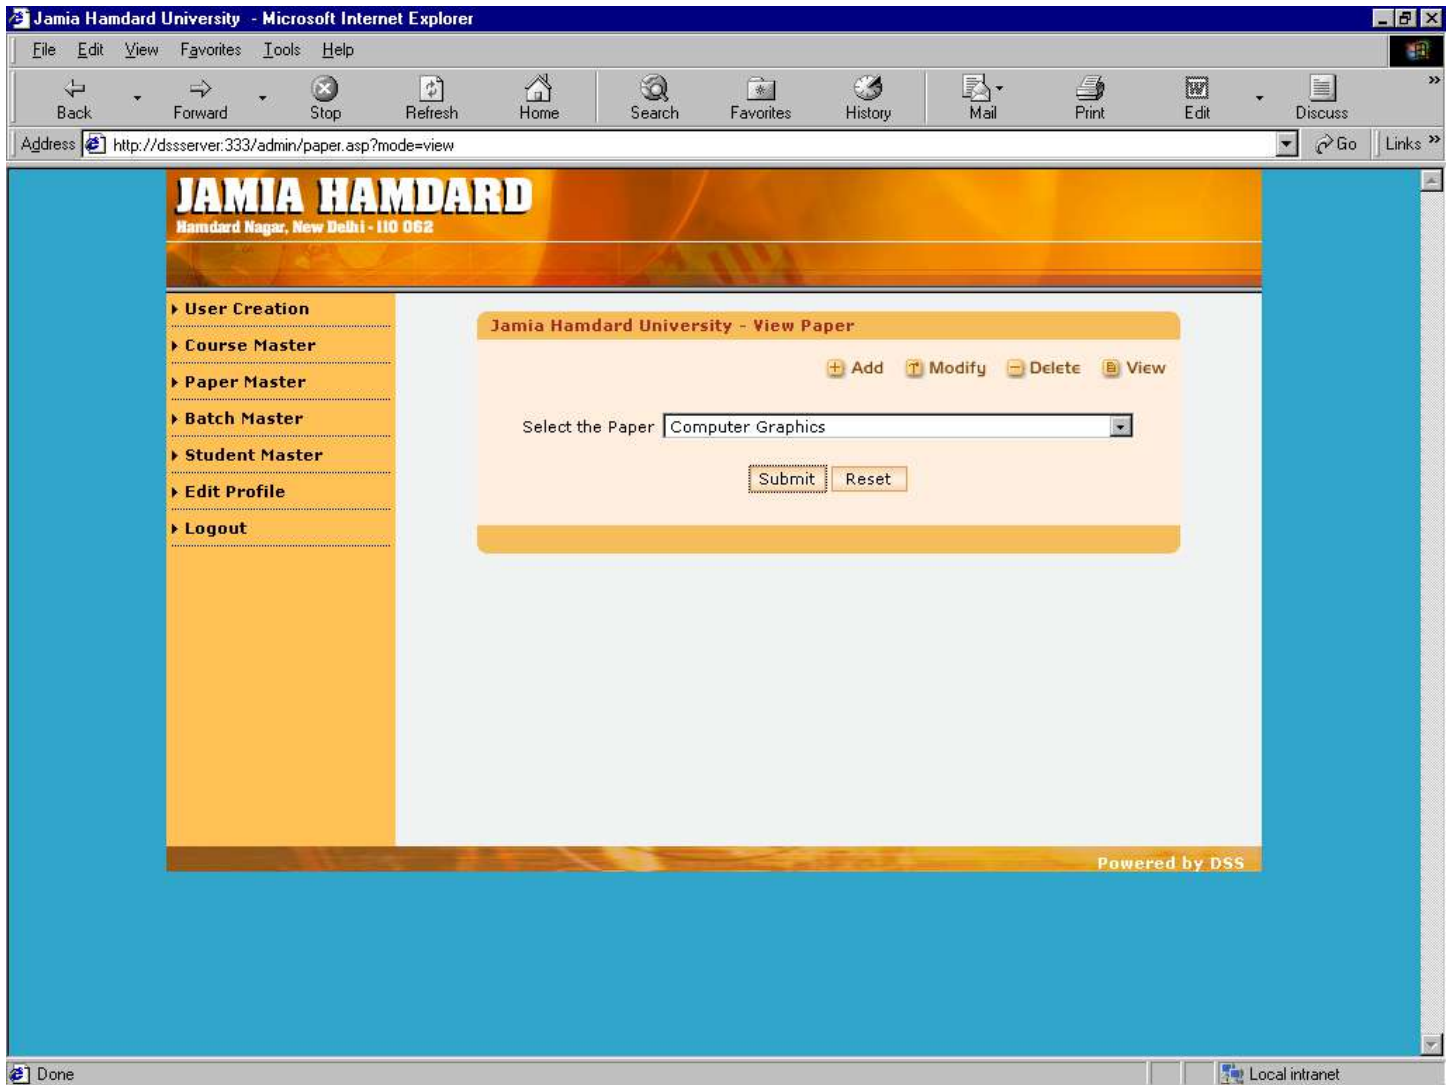 Jamia Hamdard University - Microsoft Internet Explorer
File Edit View Favorites Tools Help
Back Forward Stop Refresh Home Search Favorites History Mail Print Edit Discuss »
Address http://dssserver:333/admin/paper.asp?mode=view Go Links »
JAMIA HAMDARD
Hamdard Nagar, New Delhi - 110 062
User Creation
Course Master
Paper Master
Batch Master
Student Master
Edit Profile
Logout
Jamia Hamdard University - View Paper
Add Modify Delete View
Select the Paper Computer Graphics
Submit Reset
Powered by DSS
Done Local intranet